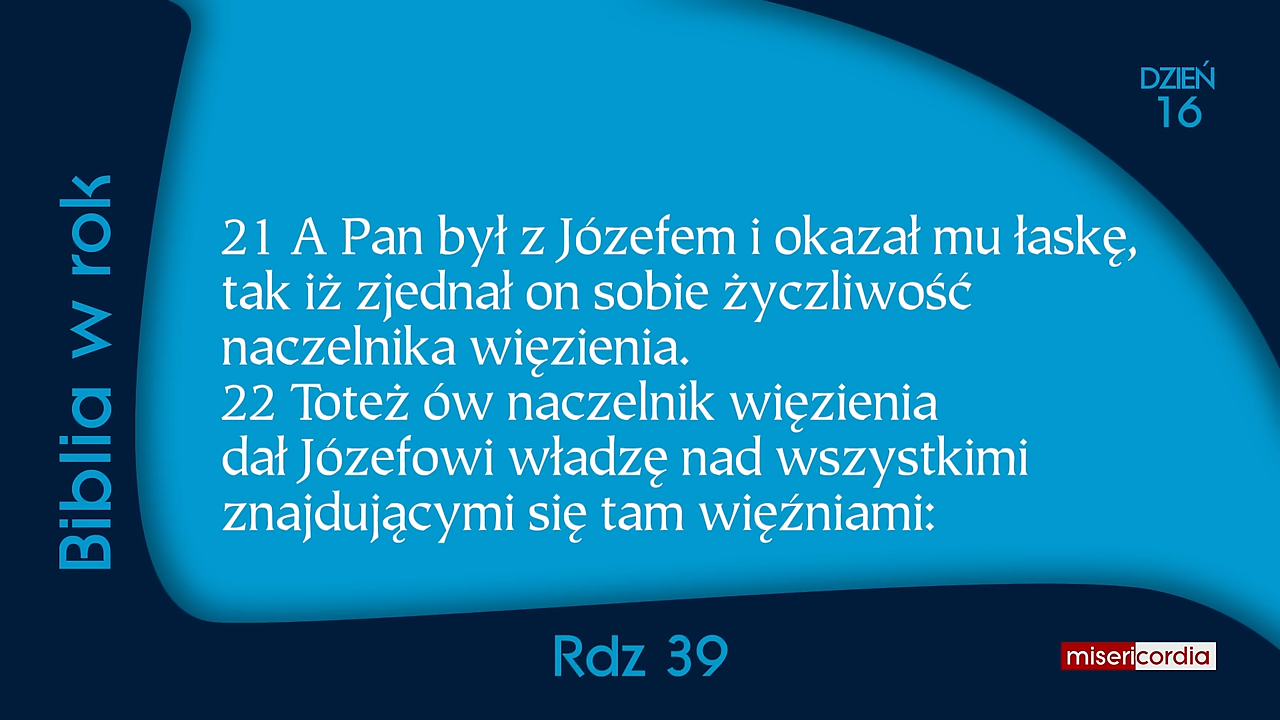 DZIEŃ
16
Biblia w rok
21 A Pan był z Józefem i okazał mu łaskę,
tak iż zjednał on sobie życzliwość
naczelnika więzienia.
22 Toteż ów naczelnik więzienia
dał Józefowi władzę nad wszystkimi
znajdującymi się tam więźniami:
Rdz 39
misericordia